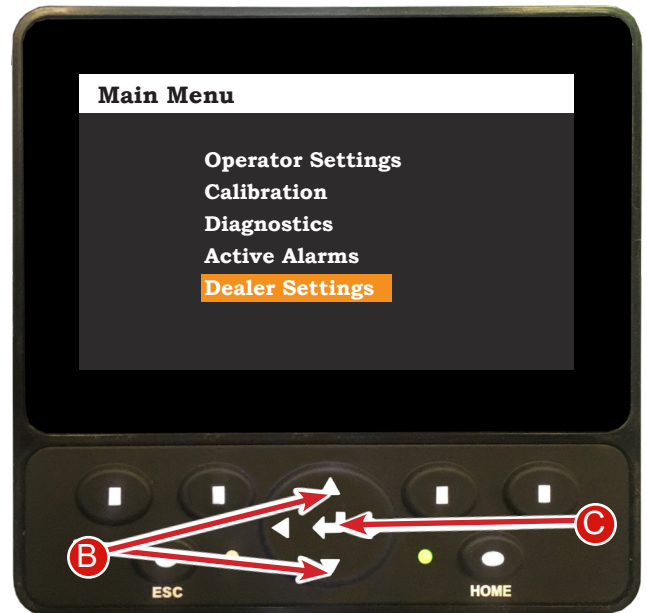 Main Menu
Operator Settings
Calibration
Diagnostics
Active Alarms
Dealer Settings
B
C
ESC
HOME